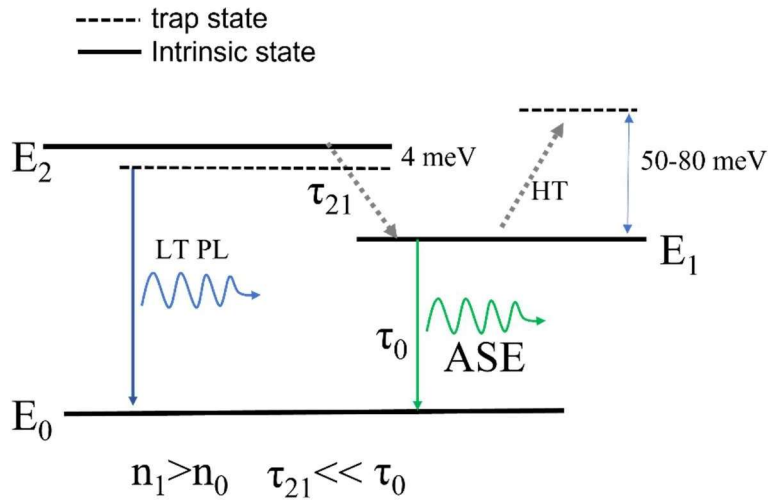 trap state
Intrinsic state
E₂
4 meV
50-80 meV
τ₂₁
HT
E₁
LT PL
τ₀
ASE
E₀
n₁>n₀ τ₂₁<< τ₀